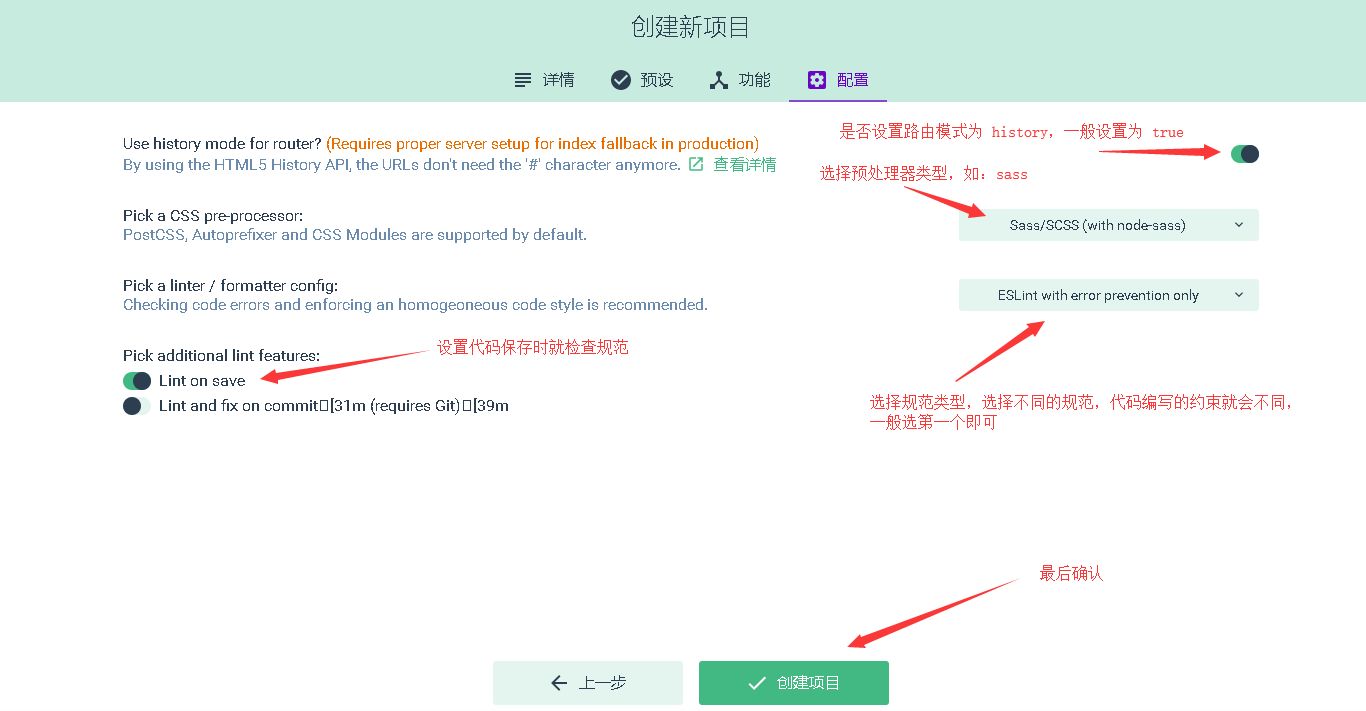 创建新项目
详情
预设
功能
配置
Use history mode for router? (Requires proper server setup for index fallback in production)
By using the HTML5 History API, the URLs don't need the '#' character anymore. 查看详情
是否设置路由模式为 history，一般设置为 true
选择预处理器类型，如：sass
Pick a CSS pre-processor:
PostCSS, Autoprefixer and CSS Modules are supported by default.
Sass/SCSS (with node-sass)
Pick a linter / formatter config:
Checking code errors and enforcing an homogeoneous code style is recommended.
ESLint with error prevention only
Pick additional lint features:
设置代码保存时就检查规范
Lint on save
Lint and fix on commit▯[31m (requires Git)▯[39m
选择规范类型，选择不同的规范，代码编写的约束就会不同，
一般选第一个即可
最后确认
上一步
创建项目